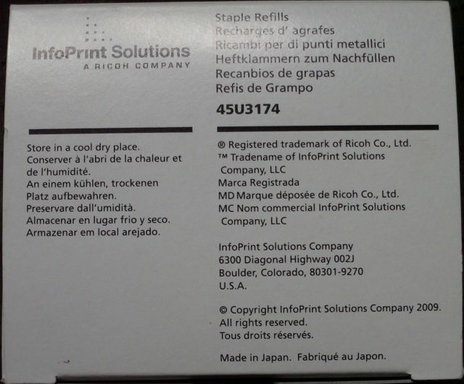 InfoPrint Solutions
A RICOH COMPANY
Staple Refills
Recharges d' agrafes
Ricambi per di punti metallici
Heftklammern zum Nachfüllen
Recanbios de grapas
Refis de Grampo
45U3174
Store in a cool dry place.
Conserver à l'abri de la chaleur et
de l'humidité.
An einem kühlen, trockenen
Platz aufbewahren.
Preservare dall'umidità.
Almacenar en lugar frio y seco.
Armazenar em local arejado.
® Registered trademark of Ricoh Co., Ltd.
™ Tradename of InfoPrint Solutions
Company, LLC
Marca Registrada
MD Marque déposée de Ricoh Co., Ltd.
MC Nom commercial InfoPrint Solutions
Company, LLC
InfoPrint Solutions Company
6300 Diagonal Highway 002J
Boulder, Colorado, 80301-9270
U.S.A.
© Copyright InfoPrint Solutions Company 2009.
All rights reserved.
Tous droits réservés.
Made in Japan. Fabriqué au Japon.